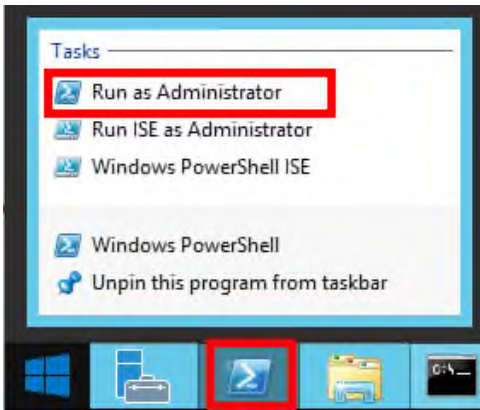 Tasks
Run as Administrator
Run ISE as Administrator
Windows PowerShell ISE
Windows PowerShell
Unpin this program from taskbar
C:\_